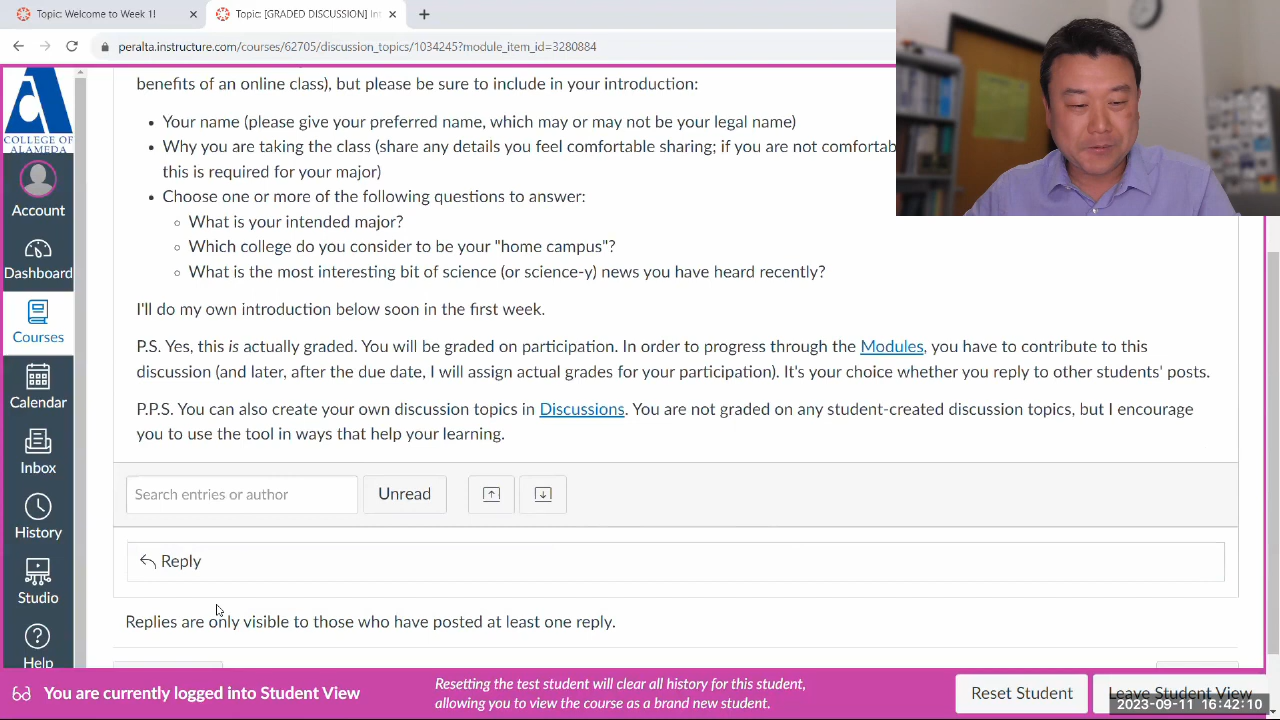 Topic: Welcome to Week 1!
Topic: [GRADED DISCUSSION] In
peralta.instructure.com/courses/62705/discussion_topics/1034245?module_item_id=3280884
COLLEGE OF
ALAMEDA
Account
Dashboard
Courses
Calendar
Inbox
History
Studio
Help
benefits of an online class), but please be sure to include in your introduction:
• Your name (please give your preferred name, which may or may not be your legal name)
• Why you are taking the class (share any details you feel comfortable sharing; if you are not comfortab
this is required for your major)
• Choose one or more of the following questions to answer:
◦ What is your intended major?
◦ Which college do you consider to be your "home campus"?
◦ What is the most interesting bit of science (or science-y) news you have heard recently?
I'll do my own introduction below soon in the first week.
P.S. Yes, this is actually graded. You will be graded on participation. In order to progress through the Modules, you have to contribute to this
discussion (and later, after the due date, I will assign actual grades for your participation). It's your choice whether you reply to other students' posts.
P.P.S. You can also create your own discussion topics in Discussions. You are not graded on any student-created discussion topics, but I encourage
you to use the tool in ways that help your learning.
Search entries or author
Unread
Reply
Replies are only visible to those who have posted at least one reply.
You are currently logged into Student View
Resetting the test student will clear all history for this student,
allowing you to view the course as a brand new student.
Reset Student
Leave Student View
2023-09-11 16:42:10